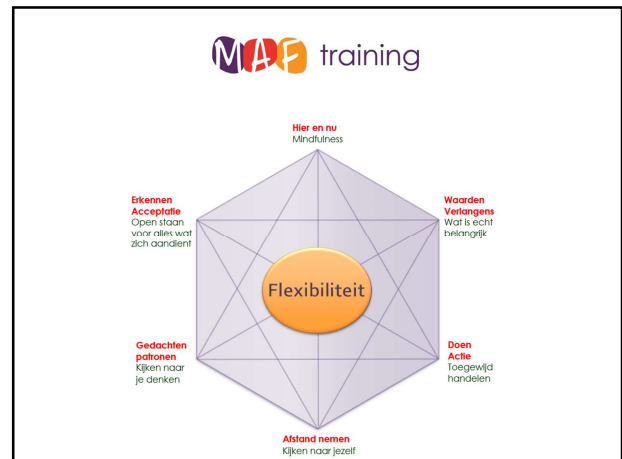 MAF training
Hier en nu
Mindfulness
Erkennen
Acceptatie
Open staan
voor alles wat
zich aandient
Waarden
Verlangens
Wat is echt
belangrijk
Flexibiliteit
Gedachten
patronen
Kijken naar
je denken
Doen
Actie
Toegewijd
handelen
Afstand nemen
Kijken naar jezelf